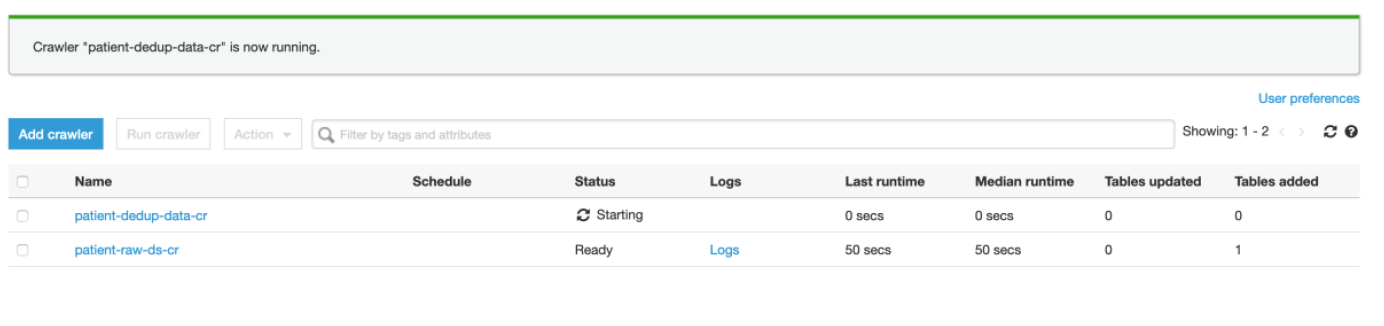 Crawler "patient-dedup-data-cr" is now running.
User preferences
Add crawler Run crawler Action Filter by tags and attributes Showing: 1 - 2 < >
Name Schedule Status Logs Last runtime Median runtime Tables updated Tables added
patient-dedup-data-cr Starting 0 secs 0 secs 0 0
patient-raw-ds-cr Ready Logs 50 secs 50 secs 0 1